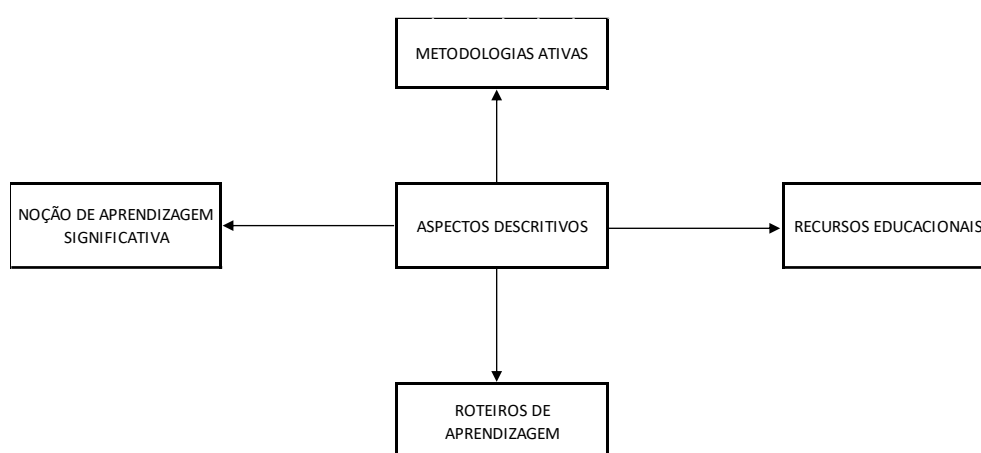 METODOLOGIAS ATIVAS
NOÇÃO DE APRENDIZAGEM
SIGNIFICATIVA
ASPECTOS DESCRITIVOS
RECURSOS EDUCACIONAIS
ROTEIROS DE
APRENDIZAGEM